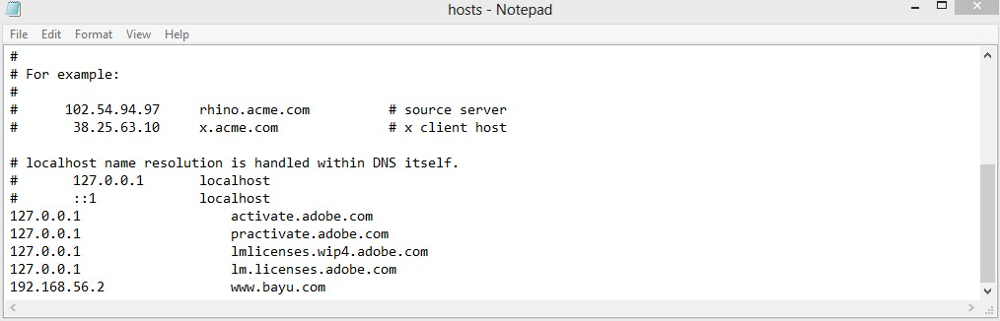 hosts - Notepad
File Edit Format View Help
#
# For example:
#
#      102.54.94.97     rhino.acme.com          # source server
#       38.25.63.10     x.acme.com              # x client host
# localhost name resolution is handled within DNS itself.
#       127.0.0.1       localhost
#       ::1             localhost
127.0.0.1                   activate.adobe.com
127.0.0.1                   practivate.adobe.com
127.0.0.1                   lmlicenses.wip4.adobe.com
127.0.0.1                   lm.licenses.adobe.com
192.168.56.2                www.bayu.com